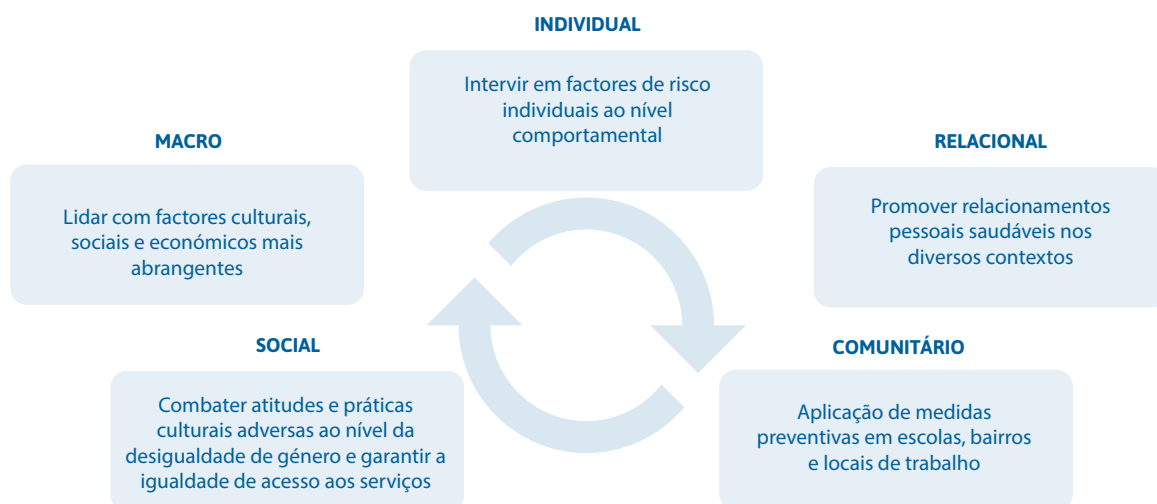 INDIVIDUAL
Intervir em factores de risco
individuais ao nível
comportamental
MACRO
Lidar com factores culturais,
sociais e económicos mais
abrangentes
RELACIONAL
Promover relacionamentos
pessoais saudáveis nos
diversos contextos
SOCIAL
Combater atitudes e práticas
culturais adversas ao nível da
desigualdade de género e garantir a
igualdade de acesso aos serviços
COMUNITÁRIO
Aplicação de medidas
preventivas em escolas, bairros
e locais de trabalho